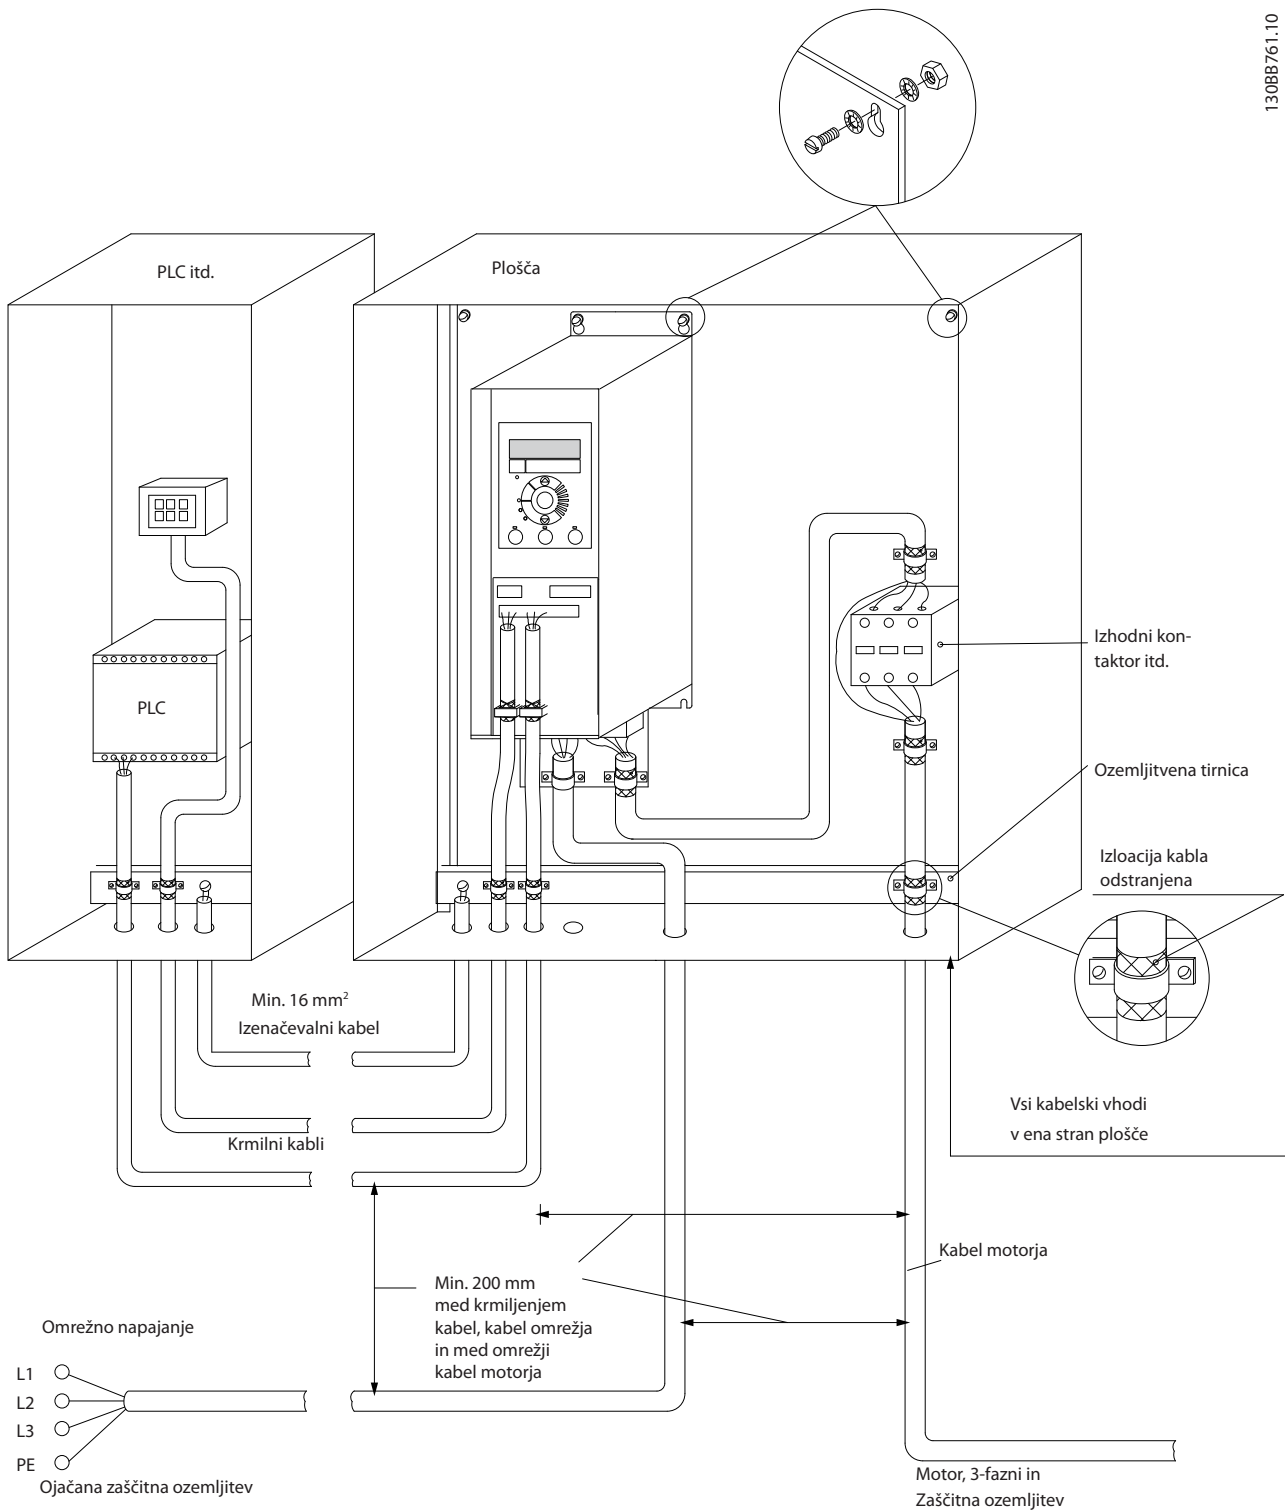 130BB761.10
PLC itd.
Plošča
PLC
Izhodni kon-
taktor itd.
Ozemljitvena tirnica
Izloacija kabla
odstranjena
Min. 16 mm²
Izenačevalni kabel
Vsi kabelski vhodi
v ena stran plošče
Krmilni kabli
Kabel motorja
Min. 200 mm
med krmiljenjem
kabel, kabel omrežja
in med omrežji
kabel motorja
Omrežno napajanje
L1
L2
L3
PE
Ojačana zaščitna ozemljitev
Motor, 3-fazni in
Zaščitna ozemljitev